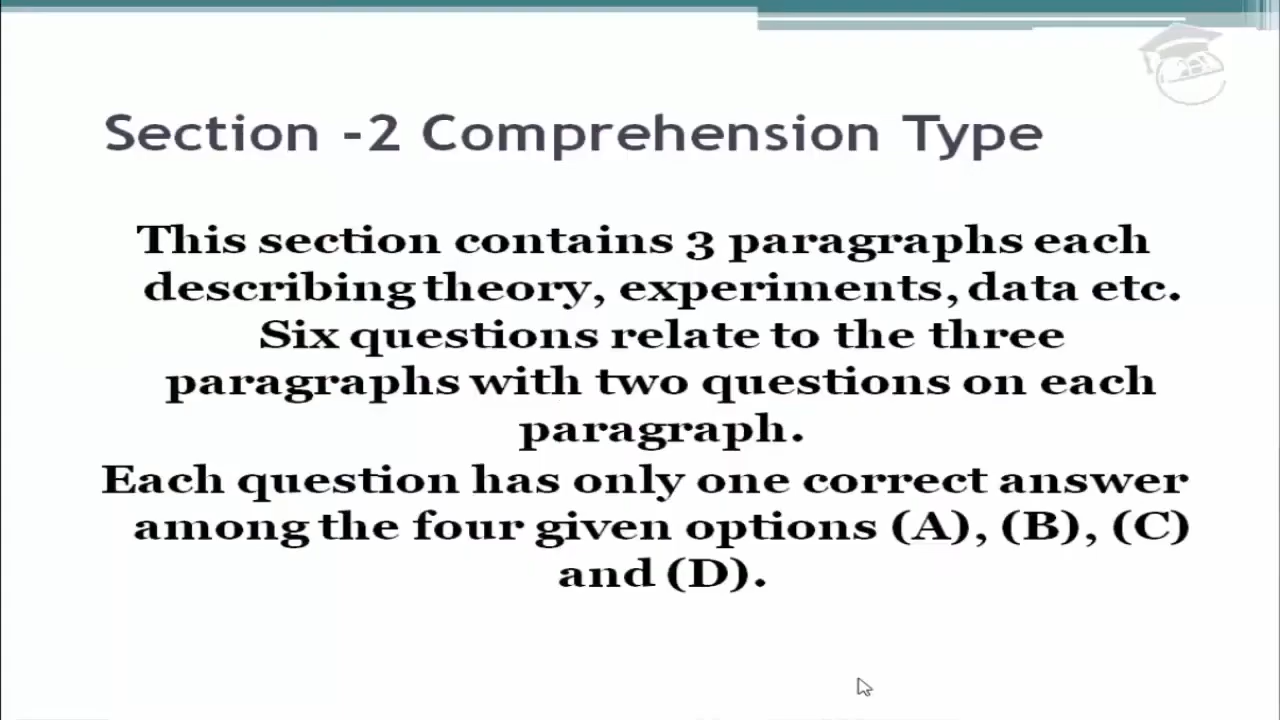 Section -2 Comprehension Type
This section contains 3 paragraphs each
describing theory, experiments, data etc.
Six questions relate to the three
paragraphs with two questions on each
paragraph.
Each question has only one correct answer
among the four given options (A), (B), (C)
and (D).